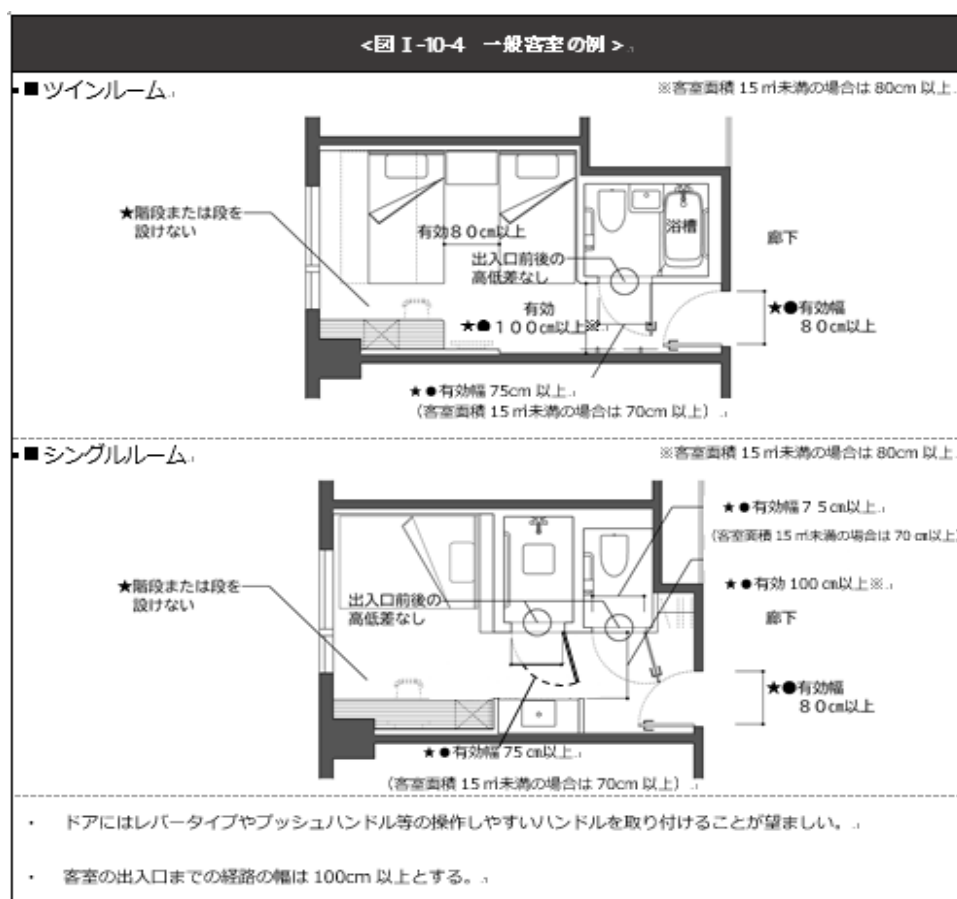 <図 Ⅰ-10-4 一般客室の例>
■ツインルーム
※客室面積 15 ㎡未満の場合は 80cm 以上
★階段または段を
設けない
有効80㎝以上
出入口前後の
高低差なし
浴槽
廊下
有効
★●100㎝以上※
★●有効幅
80㎝以上
★●有効幅 75cm 以上
(客室面積 15 ㎡未満の場合は 70cm 以上)
■シングルルーム
※客室面積 15 ㎡未満の場合は 80cm 以上
★●有効幅75㎝以上
(客室面積 15 ㎡未満の場合は 70 ㎝以上)
★階段または段を
設けない
出入口前後の
高低差なし
★●有効 100 ㎝以上※
廊下
★●有効幅
80㎝以上
★●有効幅 75 ㎝以上
(客室面積 15 ㎡未満の場合は 70cm 以上)
・ ドアにはレバータイプやプッシュハンドル等の操作しやすいハンドルを取り付けることが望ましい。
・ 客室の出入口までの経路の幅は 100cm 以上とする。